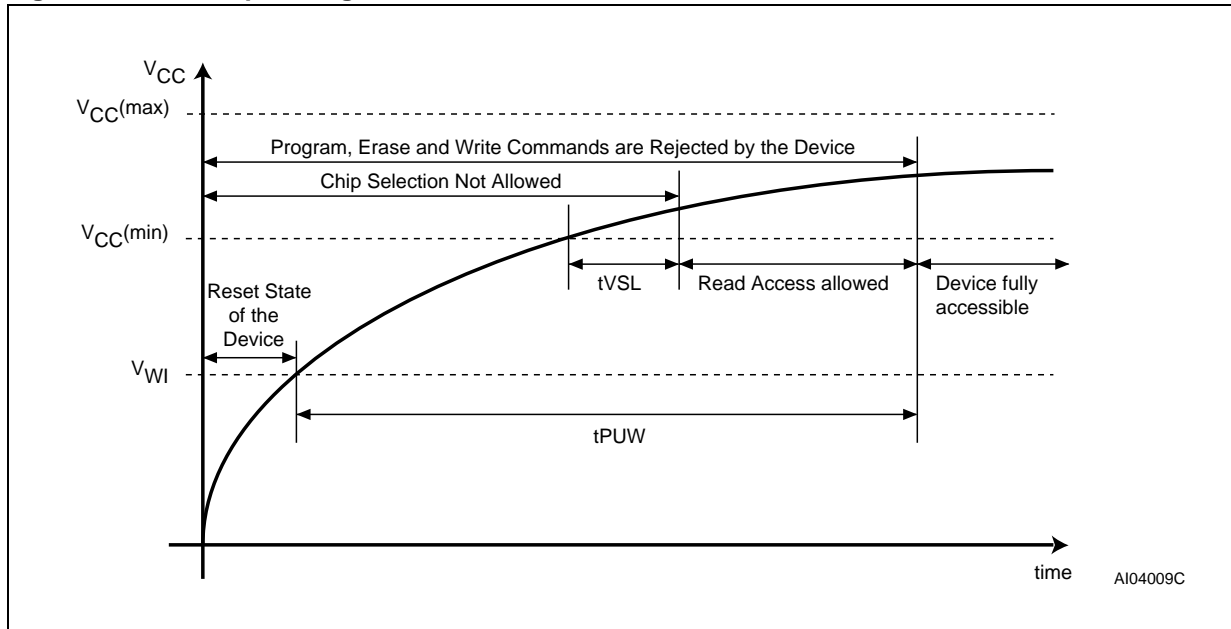 VCC
VCC(max)
Program, Erase and Write Commands are Rejected by the Device
Chip Selection Not Allowed
VCC(min)
tVSL
Read Access allowed
Device fully
accessible
Reset State
of the
Device
VWI
tPUW
time
AI04009C